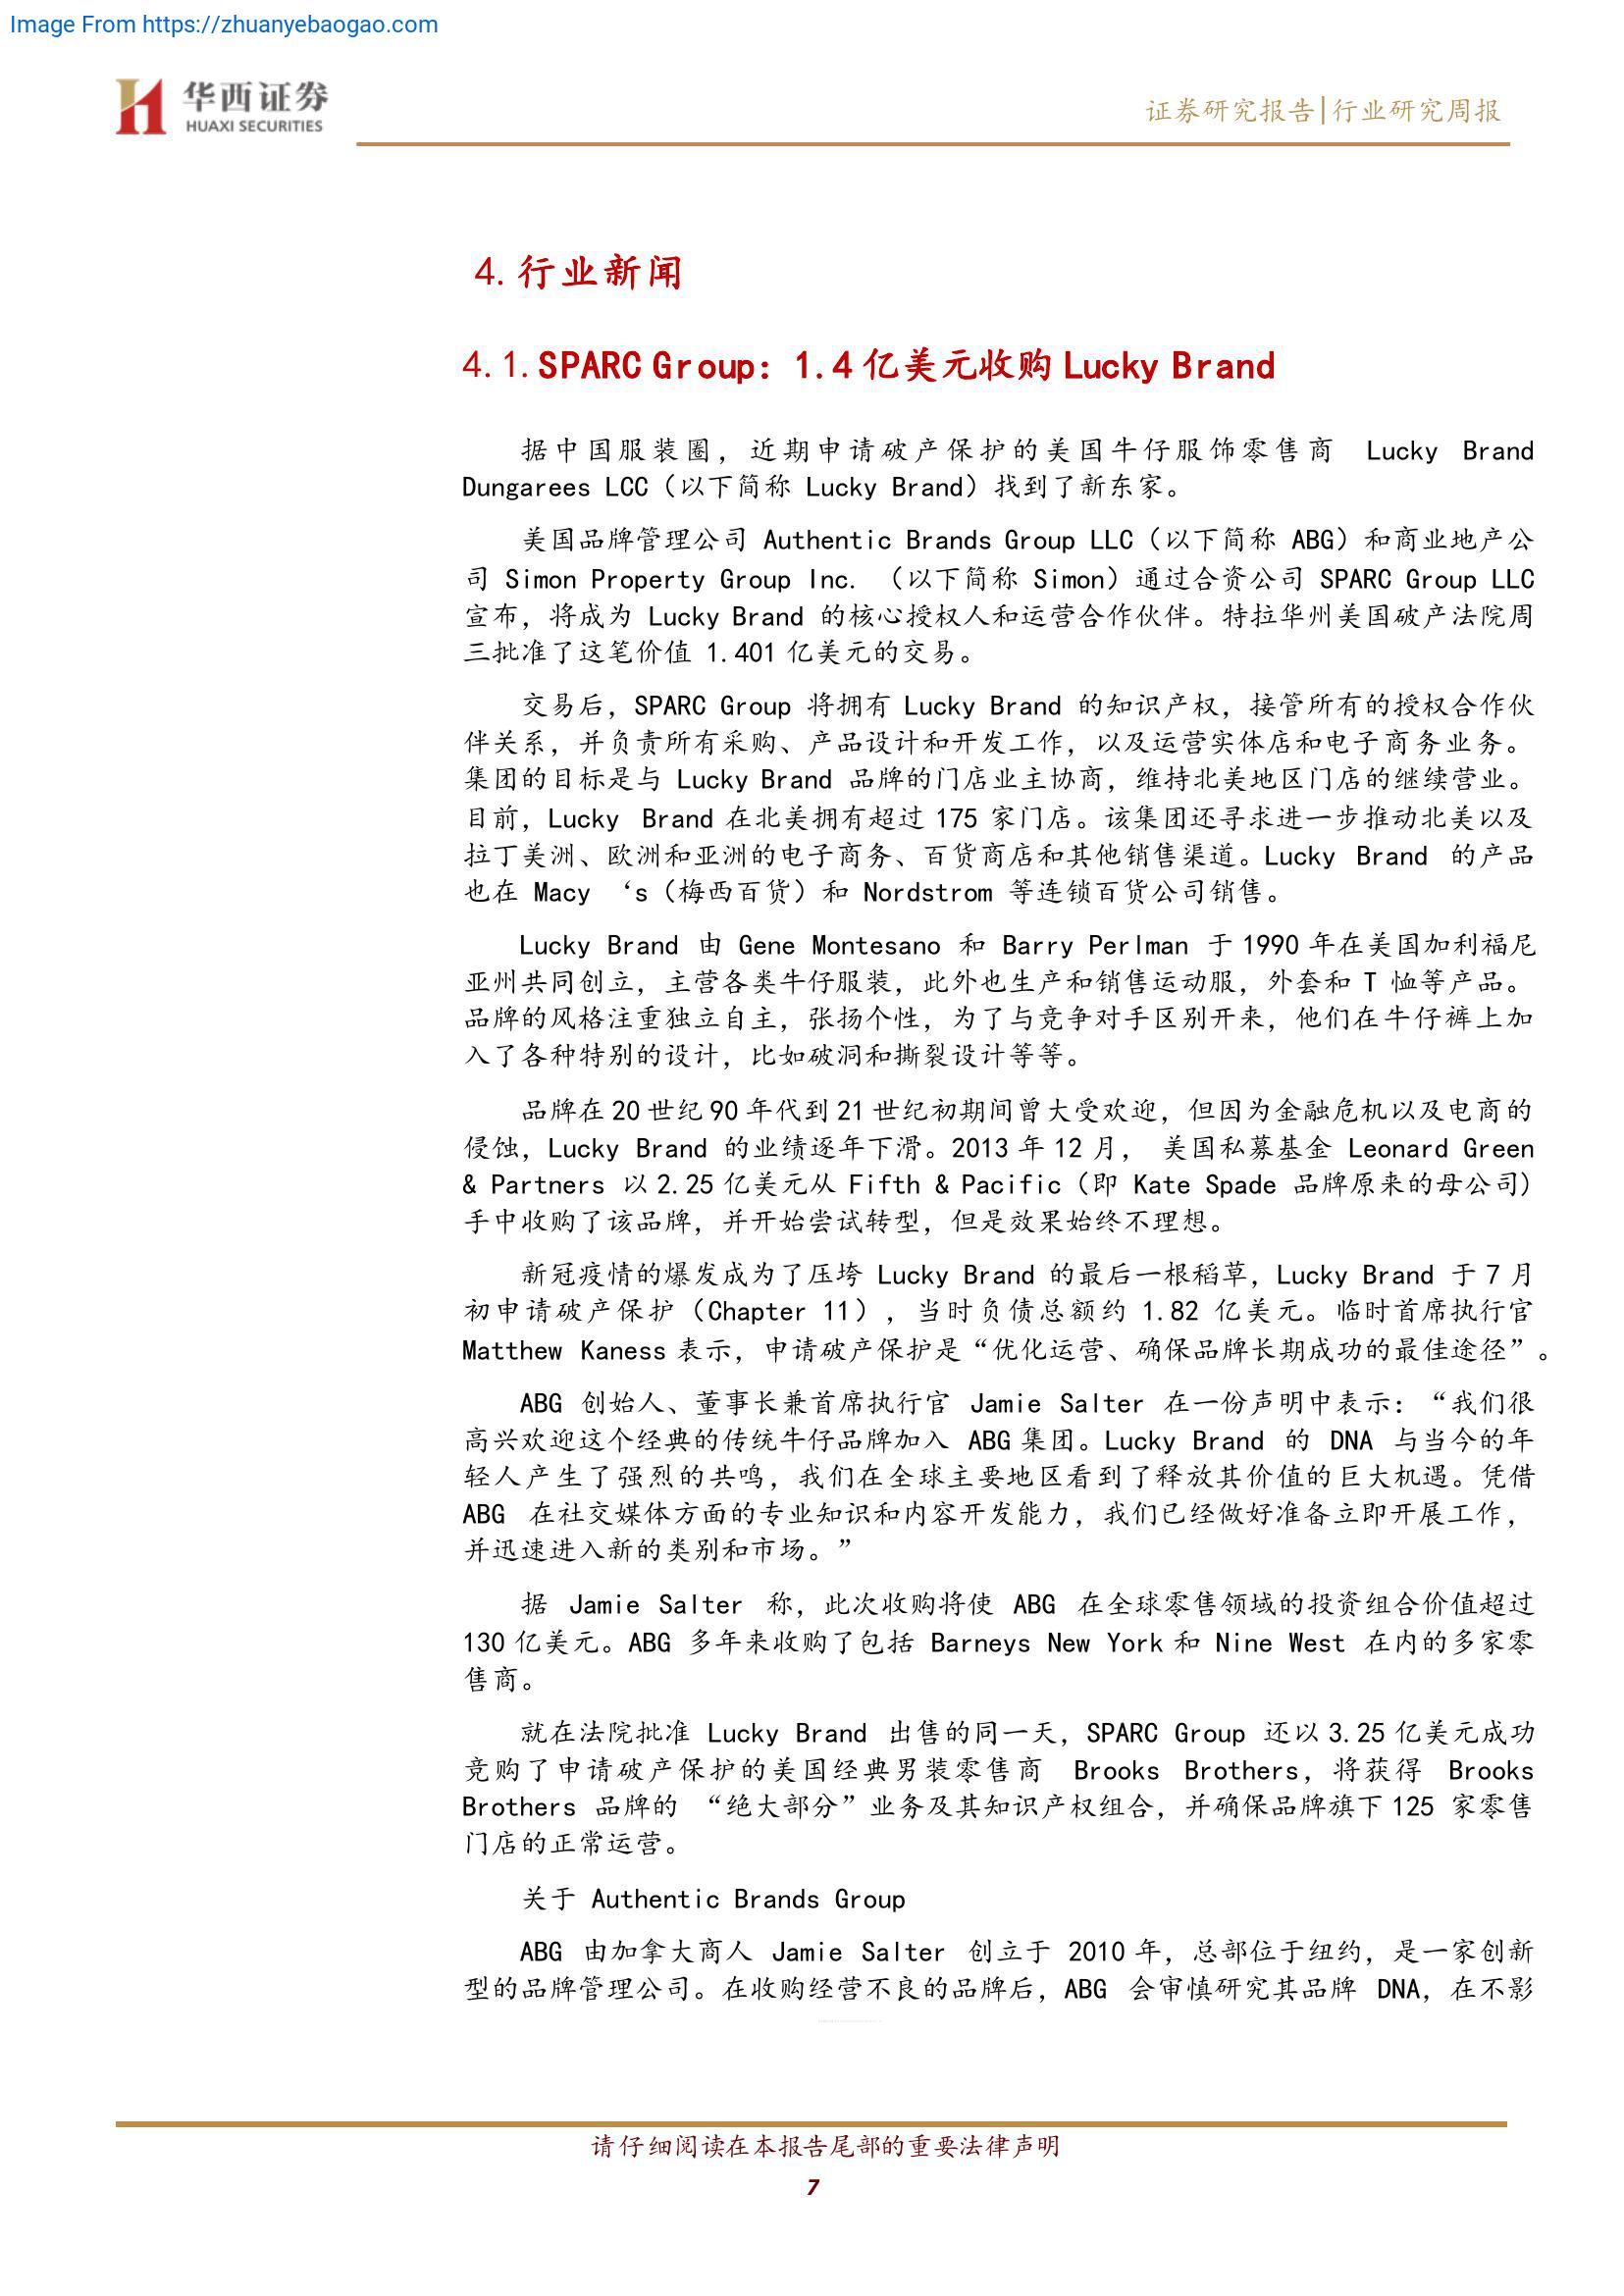 Image From https://zhuanyebaogao.com
华西证券
HUAXI SECURITIES
证券研究报告|行业研究周报
4. 行业新闻
4.1. SPARC Group：1.4 亿美元收购 Lucky Brand
据中国服装圈，近期申请破产保护的美国牛仔服饰零售商 Lucky Brand
Dungarees LCC（以下简称 Lucky Brand）找到了新东家。
美国品牌管理公司 Authentic Brands Group LLC（以下简称 ABG）和商业地产公
司 Simon Property Group Inc. （以下简称 Simon）通过合资公司 SPARC Group LLC
宣布，将成为 Lucky Brand 的核心授权人和运营合作伙伴。特拉华州美国破产法院周
三批准了这笔价值 1.401 亿美元的交易。
交易后，SPARC Group 将拥有 Lucky Brand 的知识产权，接管所有的授权合作伙
伴关系，并负责所有采购、产品设计和开发工作，以及运营实体店和电子商务业务。
集团的目标是与 Lucky Brand 品牌的门店业主协商，维持北美地区门店的继续营业。
目前，Lucky Brand 在北美拥有超过 175 家门店。该集团还寻求进一步推动北美以及
拉丁美洲、欧洲和亚洲的电子商务、百货商店和其他销售渠道。Lucky Brand 的产品
也在 Macy ‘s（梅西百货）和 Nordstrom 等连锁百货公司销售。
Lucky Brand 由 Gene Montesano 和 Barry Perlman 于 1990 年在美国加利福尼
亚州共同创立，主营各类牛仔服装，此外也生产和销售运动服，外套和 T 恤等产品。
品牌的风格注重独立自主，张扬个性，为了与竞争对手区别开来，他们在牛仔裤上加
入了各种特别的设计，比如破洞和撕裂设计等等。
品牌在 20 世纪 90 年代到 21 世纪初期间曾大受欢迎，但因为金融危机以及电商的
侵蚀，Lucky Brand 的业绩逐年下滑。2013 年 12 月， 美国私募基金 Leonard Green
& Partners 以 2.25 亿美元从 Fifth & Pacific（即 Kate Spade 品牌原来的母公司）
手中收购了该品牌，并开始尝试转型，但是效果始终不理想。
新冠疫情的爆发成为了压垮 Lucky Brand 的最后一根稻草，Lucky Brand 于 7 月
初申请破产保护（Chapter 11），当时负债总额约 1.82 亿美元。临时首席执行官
Matthew Kaness 表示，申请破产保护是“优化运营、确保品牌长期成功的最佳途径”。
ABG 创始人、董事长兼首席执行官 Jamie Salter 在一份声明中表示：“我们很
高兴欢迎这个经典的传统牛仔品牌加入 ABG 集团。Lucky Brand 的 DNA 与当今的年
轻人产生了强烈的共鸣，我们在全球主要地区看到了释放其价值的巨大机遇。凭借
ABG 在社交媒体方面的专业知识和内容开发能力，我们已经做好准备立即开展工作，
并迅速进入新的类别和市场。”
据 Jamie Salter 称，此次收购将使 ABG 在全球零售领域的投资组合价值超过
130 亿美元。ABG 多年来收购了包括 Barneys New York 和 Nine West 在内的多家零
售商。
就在法院批准 Lucky Brand 出售的同一天，SPARC Group 还以 3.25 亿美元成功
竞购了申请破产保护的美国经典男装零售商 Brooks Brothers，将获得 Brooks
Brothers 品牌的 “绝大部分”业务及其知识产权组合，并确保品牌旗下 125 家零售
门店的正常运营。
关于 Authentic Brands Group
ABG 由加拿大商人 Jamie Salter 创立于 2010 年，总部位于纽约，是一家创新
型的品牌管理公司。在收购经营不良的品牌后，ABG 会审慎研究其品牌 DNA，在不影
请仔细阅读在本报告尾部的重要法律声明
7